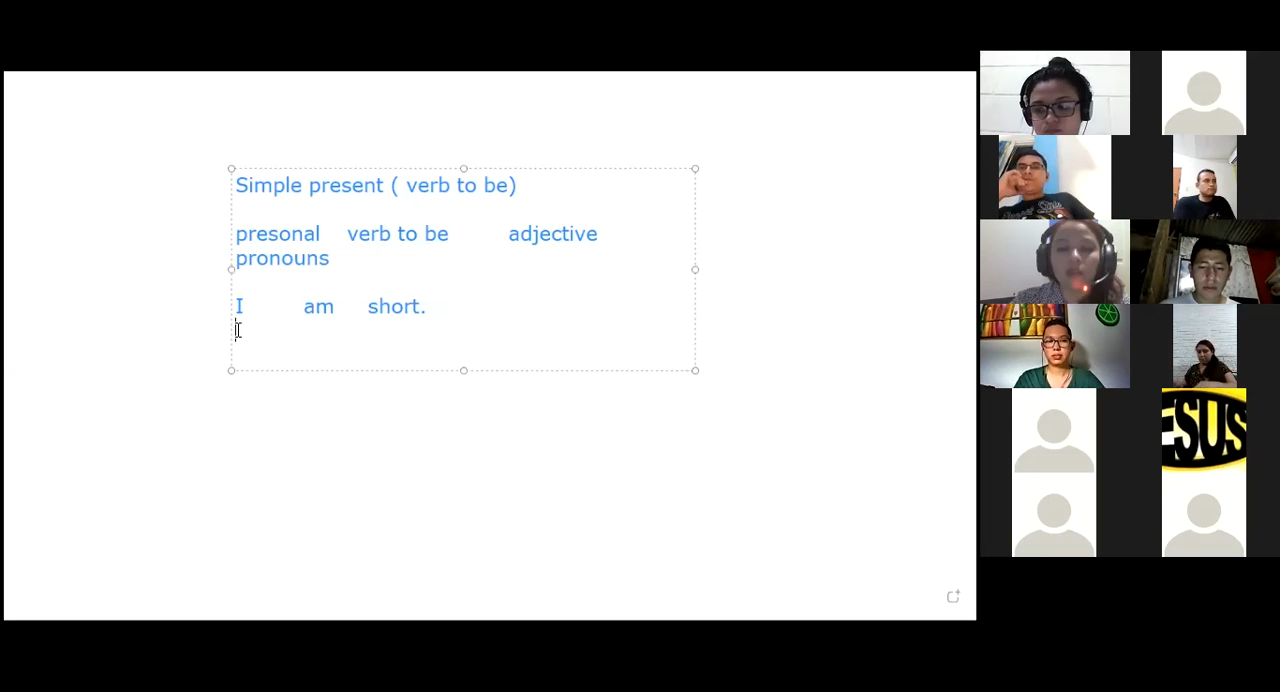 Simple present ( verb to be)
presonal verb to be adjective
pronouns
I am short.
ESUS